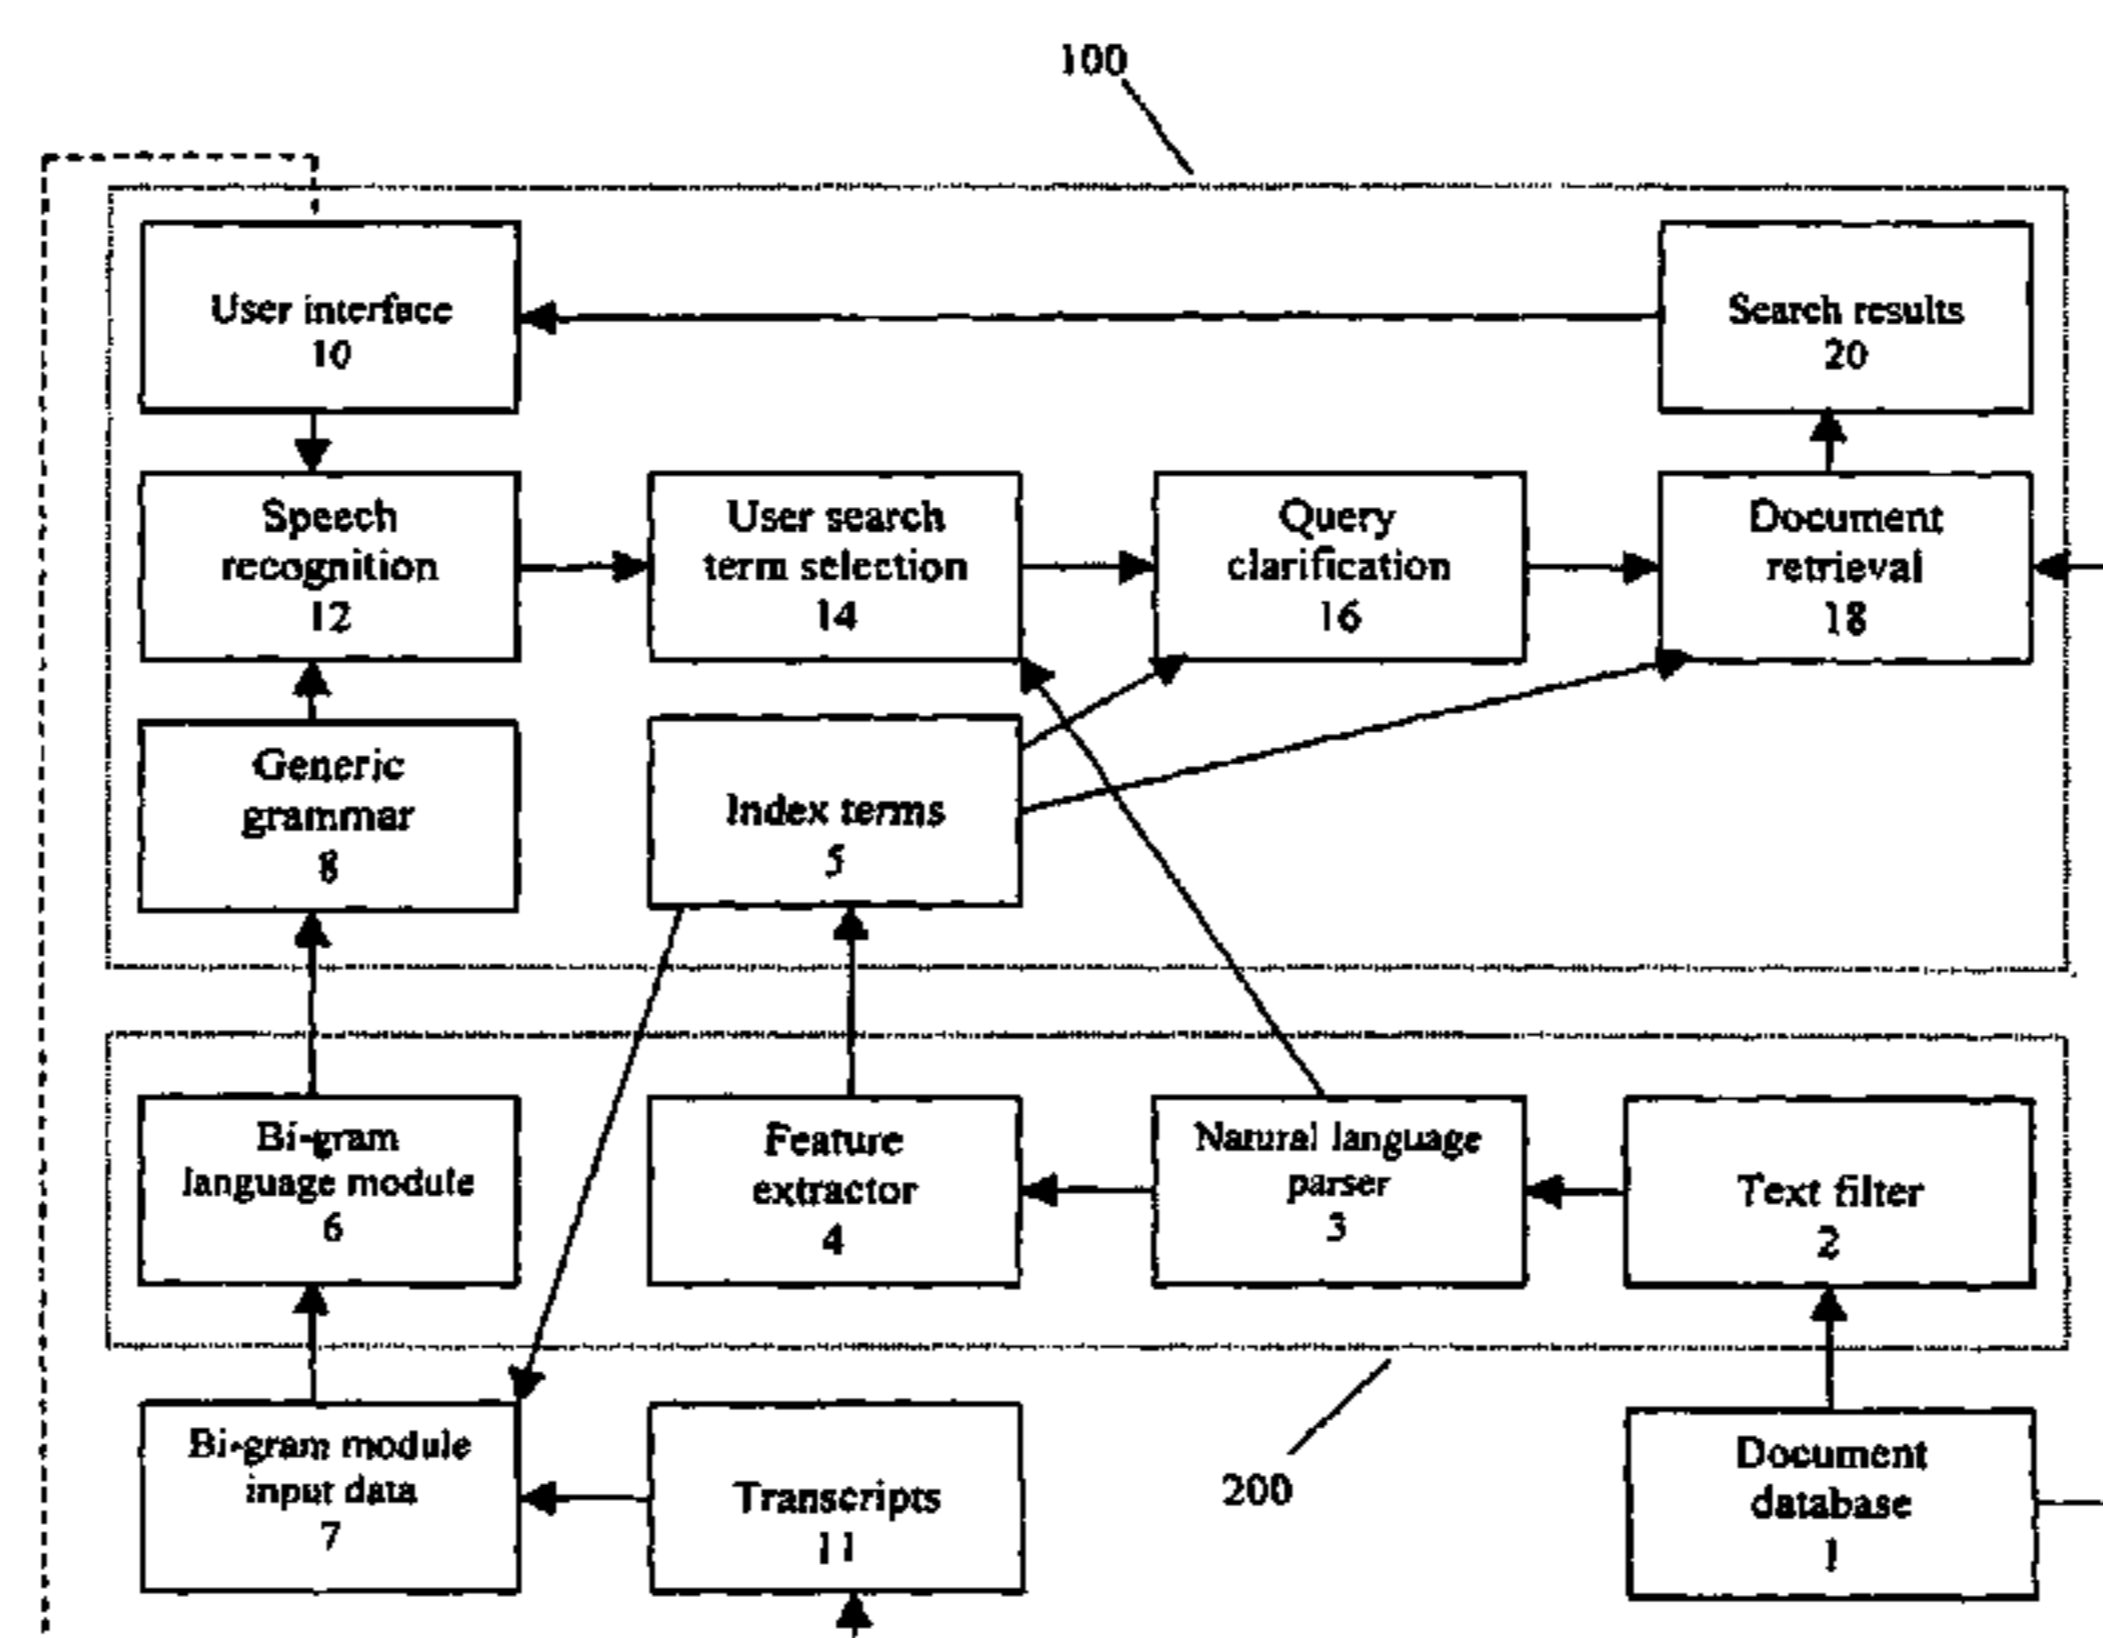 100
User interface
10
Search results
20
Speech
recognition
12
User search
term selection
14
Query
clarification
16
Document
retrieval
18
Generic
grammar
8
Index terms
5
Bi-gram
language module
6
Feature
extractor
4
Natural language
parser
3
Text filter
2
Bi-gram module
input data
7
Transcripts
11
200
Document
database
1